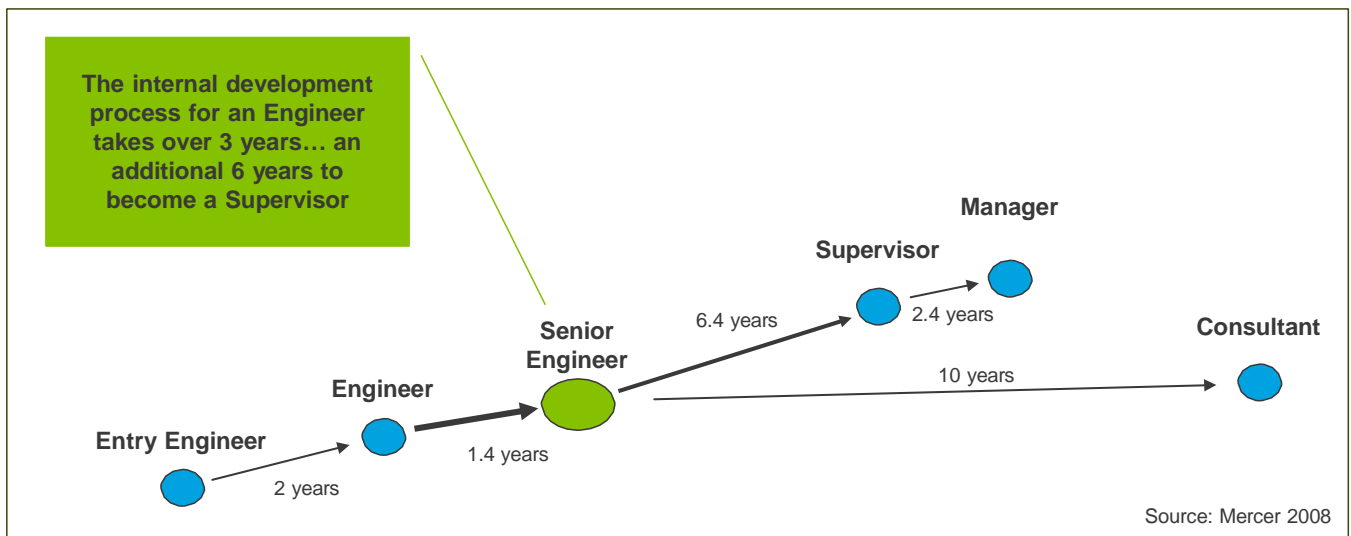 The internal development
process for an Engineer
takes over 3 years… an
additional 6 years to
become a Supervisor
Manager
Supervisor
6.4 years
2.4 years
Senior
Engineer
Consultant
10 years
Engineer
1.4 years
Entry Engineer
2 years
Source: Mercer 2008